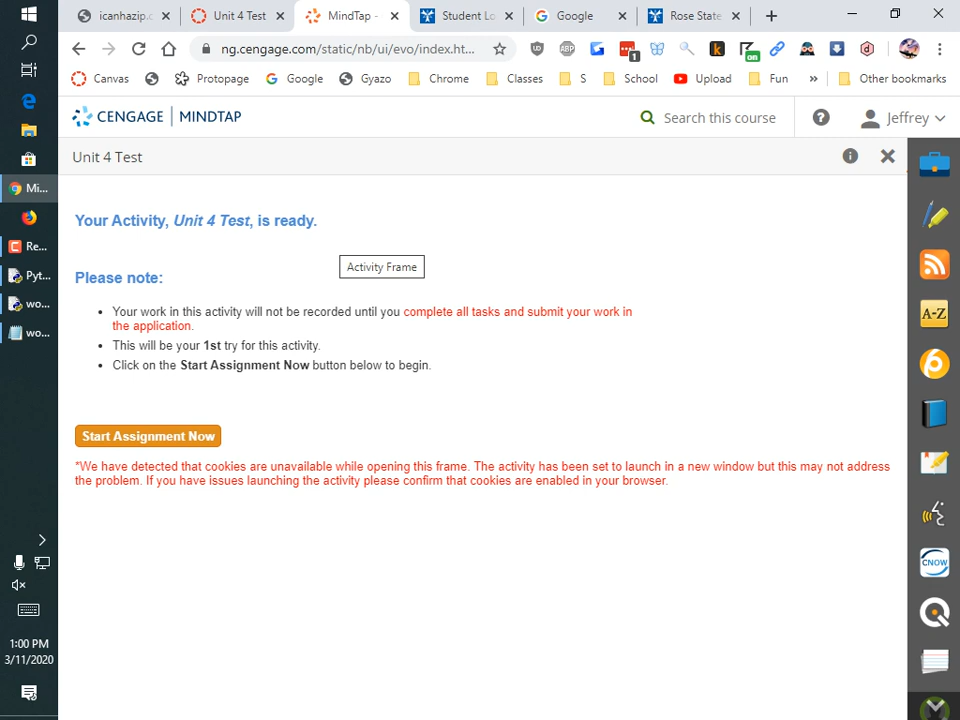 icanhazip.c
Unit 4 Test
MindTap -
Student Lo
Google
Rose State
ng.cengage.com/static/nb/ui/evo/index.ht...
ABP
1
on
Canvas
Protopage
Google
Gyazo
Chrome
Classes
S
School
Upload
Fun
»
Other bookmarks
CENGAGE | MINDTAP
Search this course
Jeffrey
Unit 4 Test
Your Activity, Unit 4 Test, is ready.
Activity Frame
Please note:
• Your work in this activity will not be recorded until you complete all tasks and submit your work in
the application.
• This will be your 1st try for this activity.
• Click on the Start Assignment Now button below to begin.
Start Assignment Now
*We have detected that cookies are unavailable while opening this frame. The activity has been set to launch in a new window but this may not address
the problem. If you have issues launching the activity please confirm that cookies are enabled in your browser.
Mi...
Re...
Pyt...
wo...
wo...
1:00 PM
3/11/2020
A-Z
CNOW